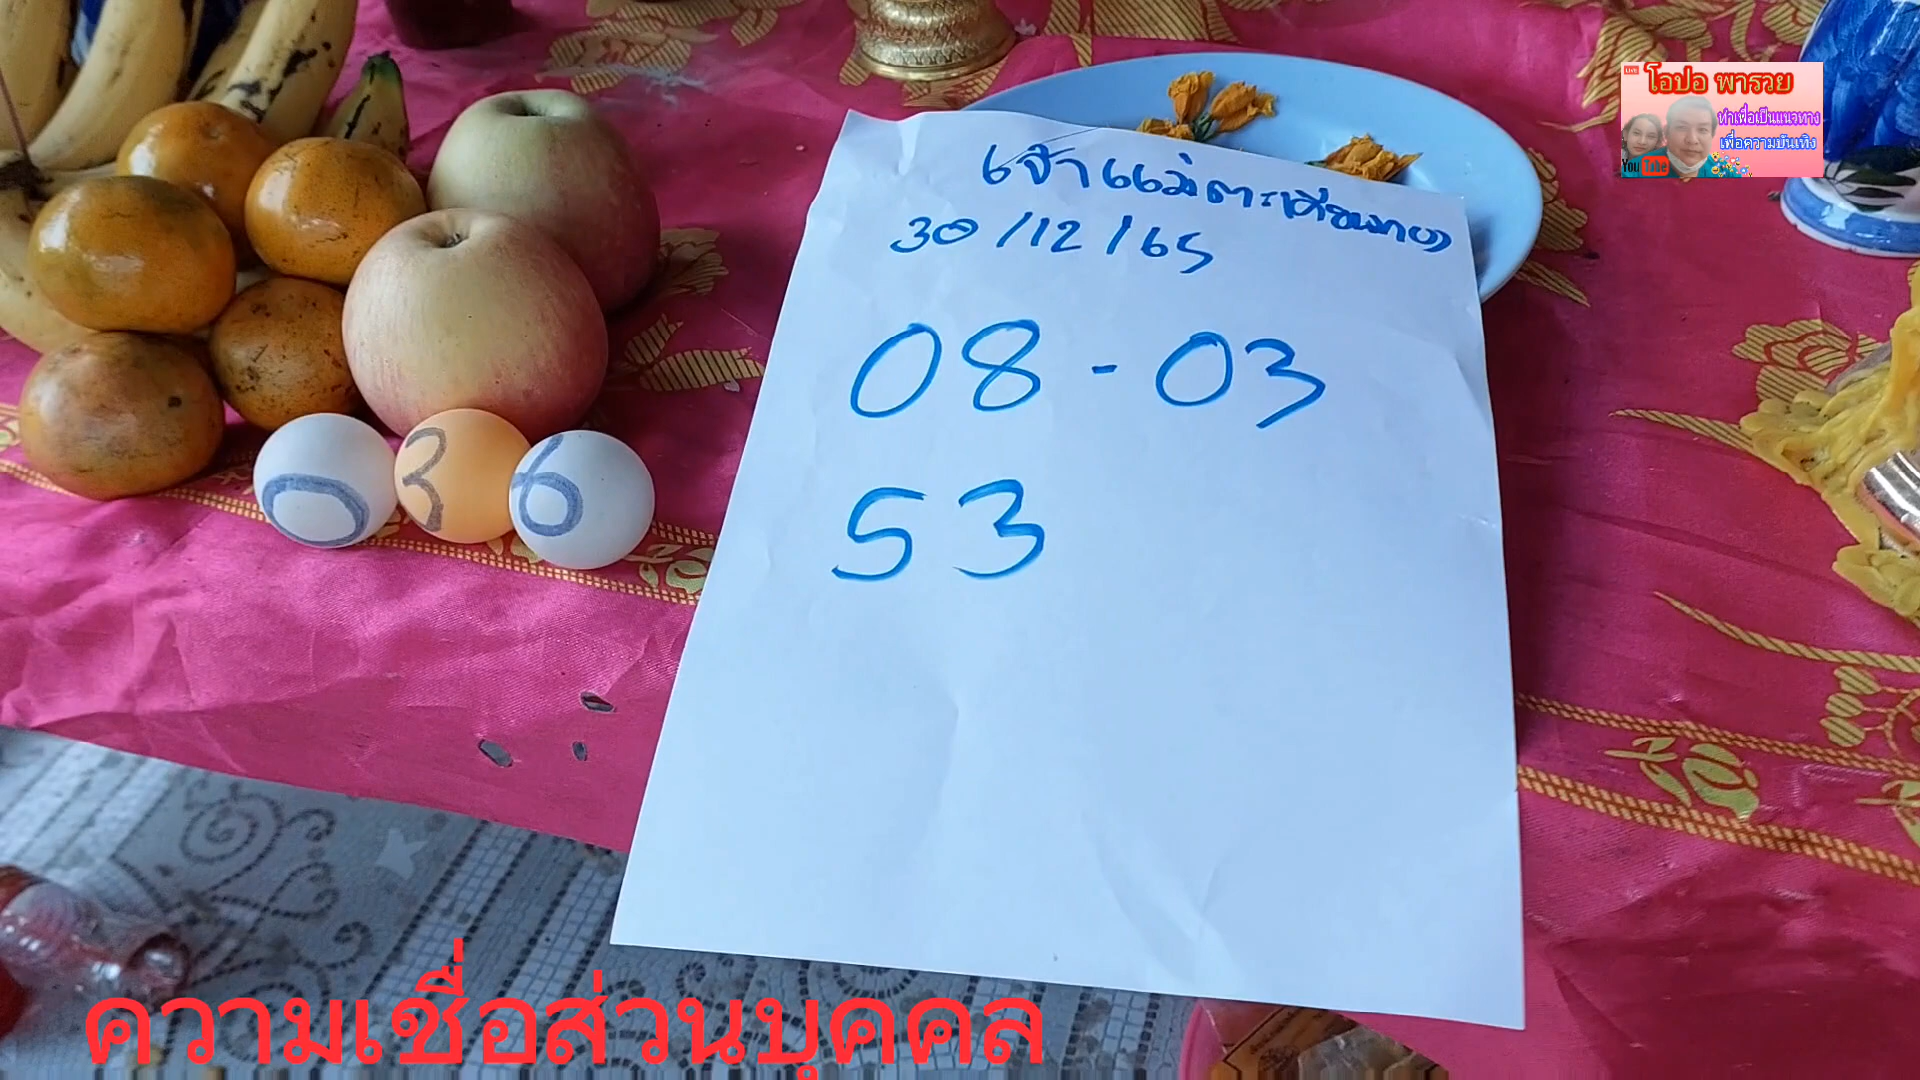 เจ้าแม่ตะเคียนทอง
30/12/65
08 - 03
53
0 3 6
Live
โอปอ พารวย
ทำเพื่อเป็นแนวทาง
เพื่อความบันเทิง
YouTube
ความเชื่อส่วนบุคคล